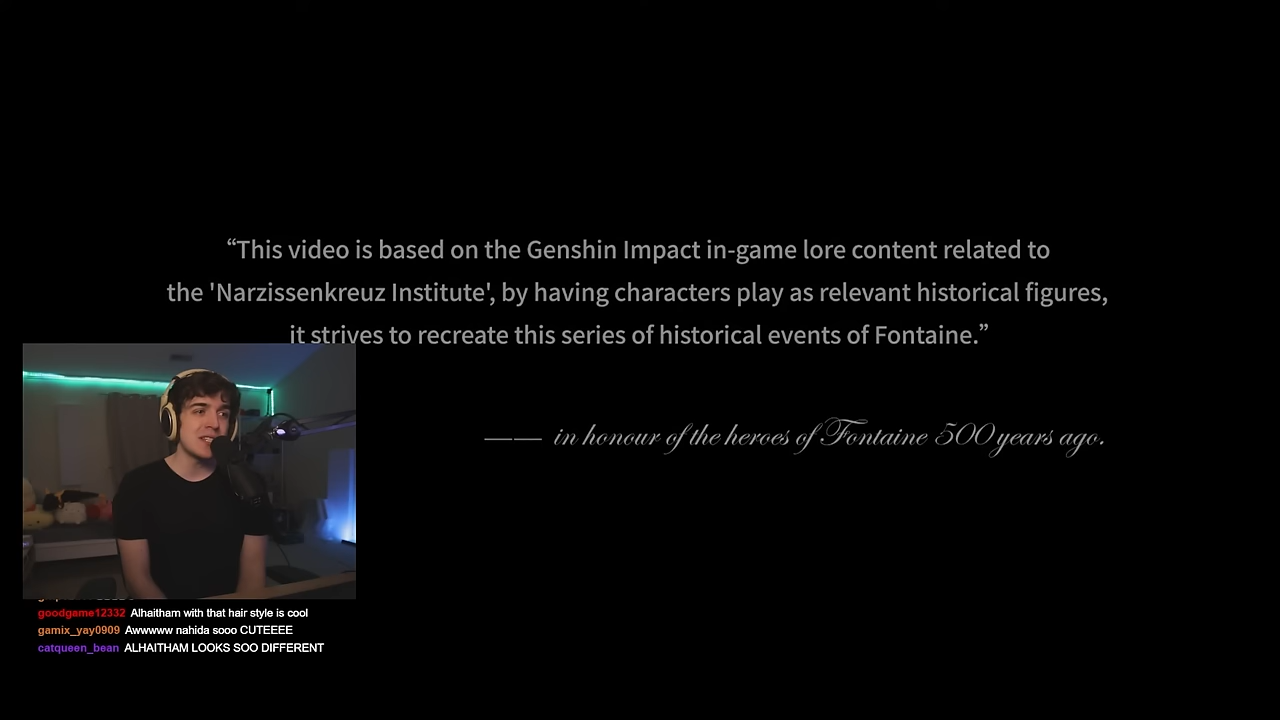 “This video is based on the Genshin Impact in-game lore content related to
the 'Narzissenkreuz Institute', by having characters play as relevant historical figures,
it strives to recreate this series of historical events of Fontaine.”
—— in honour of the heroes of Fontaine 500 years ago.
goodgame12332 Alhaitham with that hair style is cool
gamix_yay0909 Awwwww nahida sooo CUTEEEE
catqueen_bean ALHAITHAM LOOKS SOO DIFFERENT